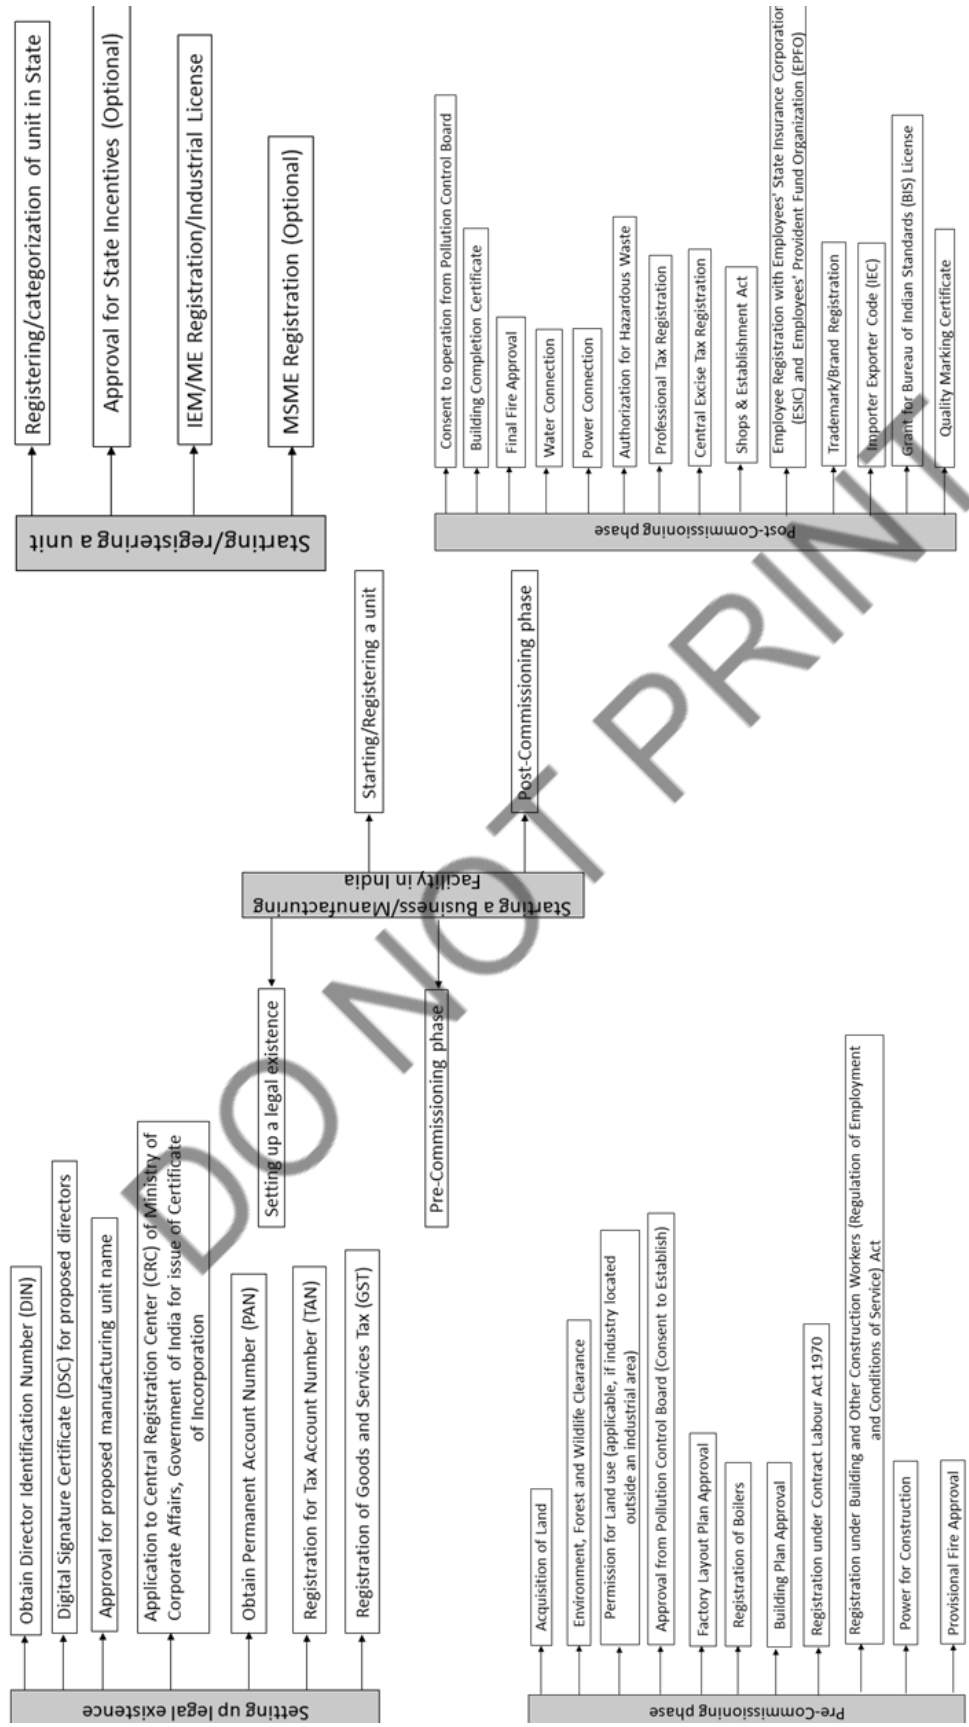 Setting up legal existence
Obtain Director Identification Number (DIN)
Digital Signature Certificate (DSC) for proposed directors
Approval for proposed manufacturing unit name
Application to Central Registration Center (CRC) of Ministry of
Corporate Affairs, Government of India for issue of Certificate
of Incorporation
Obtain Permanent Account Number (PAN)
Registration for Tax Account Number (TAN)
Registration of Goods and Services Tax (GST)
Starting/registering a unit
Registering/categorization of unit in State
Approval for State Incentives (Optional)
IEM/ME Registration/Industrial License
MSME Registration (Optional)
Starting a Business/Manufacturing
Facility in India
Setting up a legal existence
Starting/Registering a unit
Pre-Commissioning phase
Post-Commissioning phase
Pre-Commissioning phase
Acquisition of Land
Environment, Forest and Wildlife Clearance
Permission for Land use (applicable, if industry located
outside an industrial area)
Approval from Pollution Control Board (Consent to Establish)
Factory Layout Plan Approval
Registration of Boilers
Building Plan Approval
Registration under Contract Labour Act 1970
Registration under Building and Other Construction Workers (Regulation of Employment
and Conditions of Service) Act
Power for Construction
Provisional Fire Approval
Post-Commissioning phase
Consent to operation from Pollution Control Board
Building Completion Certificate
Final Fire Approval
Water Connection
Power Connection
Authorization for Hazardous Waste
Professional Tax Registration
Central Excise Tax Registration
Shops & Establishment Act
Employee Registration with Employees' State Insurance Corporation
(ESIC) and Employees' Provident Fund Organization (EPFO)
Trademark/Brand Registration
Importer Exporter Code (IEC)
Grant for Bureau of Indian Standards (BIS) License
Quality Marking Certificate
DO NOT PRINT